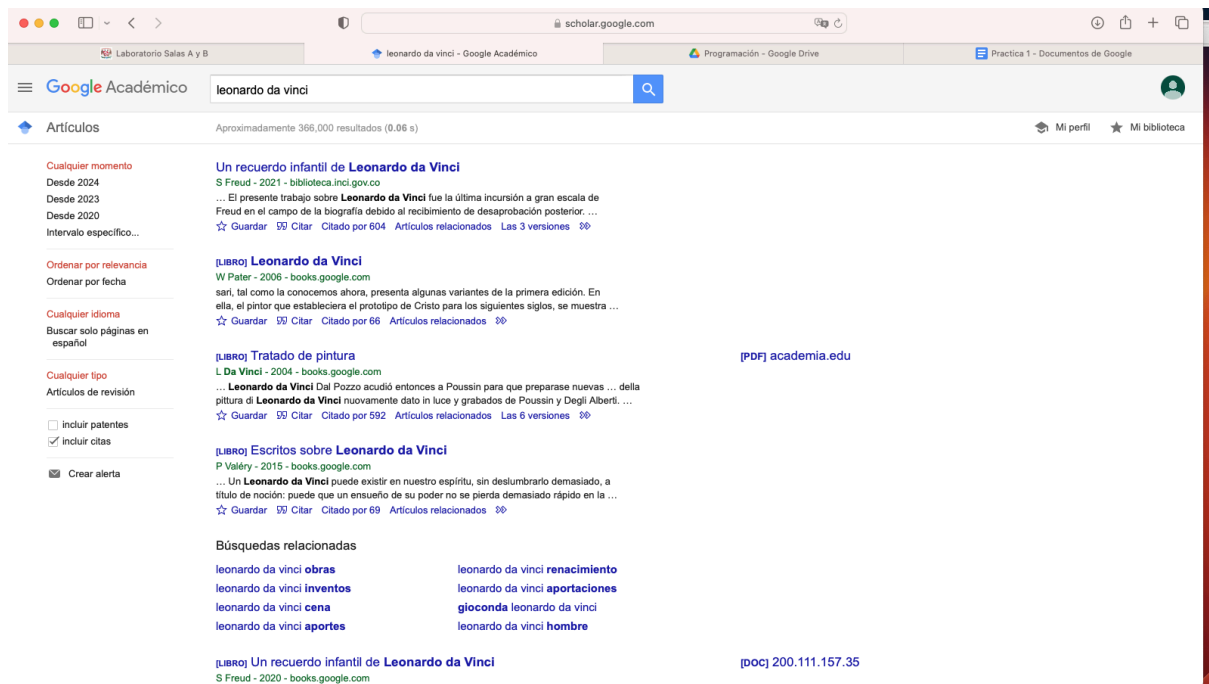 scholar.google.com
Laboratorio Salas A y B
leonardo da vinci - Google Académico
Programación - Google Drive
Practica 1 - Documentos de Google
Google Académico
leonardo da vinci
Artículos
Aproximadamente 366,000 resultados (0.06 s)
Mi perfil
Mi biblioteca
Cualquier momento
Desde 2024
Desde 2023
Desde 2020
Intervalo específico...
Ordenar por relevancia
Ordenar por fecha
Cualquier idioma
Buscar solo páginas en
español
Cualquier tipo
Artículos de revisión
incluir patentes
incluir citas
Crear alerta
Un recuerdo infantil de Leonardo da Vinci
S Freud - 2021 - biblioteca.inci.gov.co
… El presente trabajo sobre Leonardo da Vinci fue la última incursión a gran escala de
Freud en el campo de la biografía debido al recibimiento de desaprobación posterior. …
Guardar Citar Citado por 604 Artículos relacionados Las 3 versiones
[LIBRO] Leonardo da Vinci
W Pater - 2006 - books.google.com
sari, tal como la conocemos ahora, presenta algunas variantes de la primera edición. En
ella, el pintor que estableciera el prototipo de Cristo para los siguientes siglos, se muestra …
Guardar Citar Citado por 66 Artículos relacionados
[LIBRO] Tratado de pintura
[PDF] academia.edu
L Da Vinci - 2004 - books.google.com
… Leonardo da Vinci Dal Pozzo acudió entonces a Poussin para que preparase nuevas … della
pittura di Leonardo da Vinci nuovamente dato in luce y grabados de Poussin y Degli Alberti. …
Guardar Citar Citado por 592 Artículos relacionados Las 6 versiones
[LIBRO] Escritos sobre Leonardo da Vinci
P Valéry - 2015 - books.google.com
… Un Leonardo da Vinci puede existir en nuestro espíritu, sin deslumbrarlo demasiado, a
título de noción: puede que un ensueño de su poder no se pierda demasiado rápido en la …
Guardar Citar Citado por 69 Artículos relacionados
Búsquedas relacionadas
leonardo da vinci obras
leonardo da vinci renacimiento
leonardo da vinci inventos
leonardo da vinci aportaciones
leonardo da vinci cena
gioconda leonardo da vinci
leonardo da vinci aportes
leonardo da vinci hombre
[LIBRO] Un recuerdo infantil de Leonardo da Vinci
[DOC] 200.111.157.35
S Freud - 2020 - books.google.com